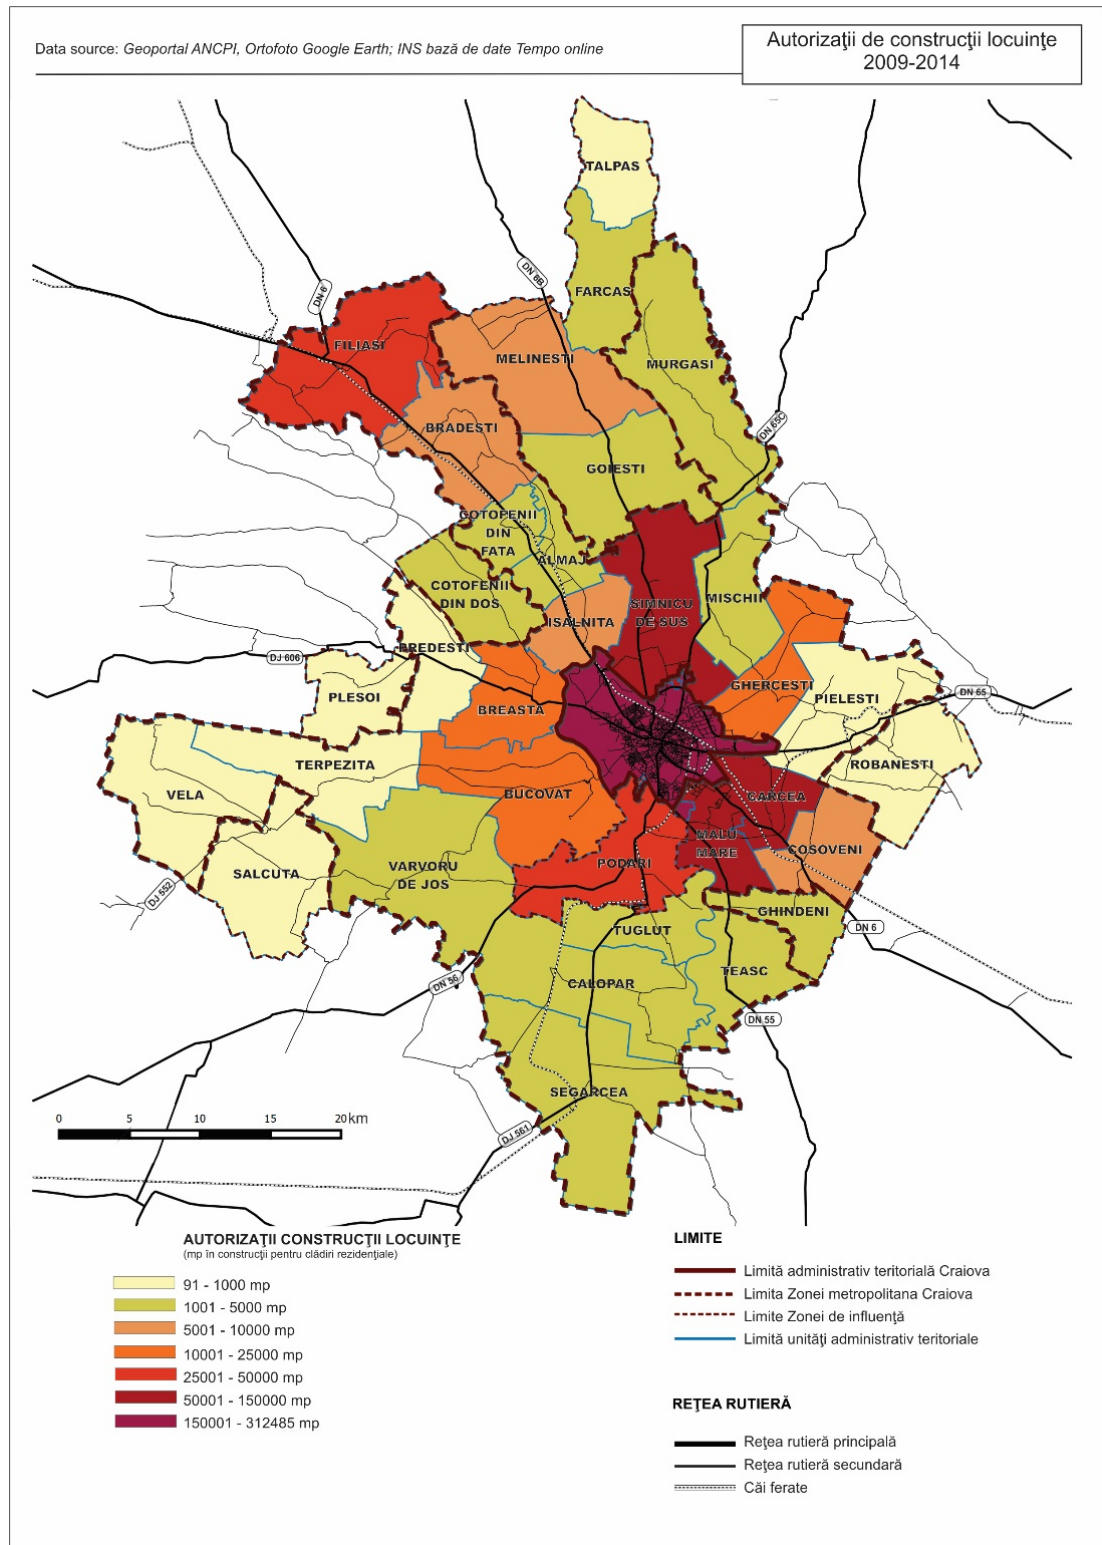 Data source: Geoportal ANCPI, Ortofoto Google Earth; INS bază de date Tempo online
Autorizaţii de construcţii locuinţe
2009-2014
TALPAS
DN 6B
FARCAS
DN 6
FILIASI
MELINESTI
MURGASI
BRADESTI
DN 65C
GOIESTI
COTOFENII
DIN
FATA
ALMAJ
COTOFENII
DIN DOS
MISCHII
SIMNICU
DE SUS
ISALNITA
PREDESTI
DJ 606
PLESOI
GHERCESTI
PIELESTI
DN 65
BREASTA
TERPEZITA
ROBANESTI
VELA
BUCOVAT
CARCEA
MALU
MARE
COSOVENI
PODARI
VARVORU
DE JOS
SALCUTA
DJ 552
GHINDENI
DN 6
TUGLUT
TEASC
CALOPAR
DN 56
DN 55
SEGARCEA
DJ 561
0 5 10 15 20km
AUTORIZAŢII CONSTRUCŢII LOCUINŢE
(mp în construcţii pentru clădiri rezidenţiale)
91 - 1000 mp
1001 - 5000 mp
5001 - 10000 mp
10001 - 25000 mp
25001 - 50000 mp
50001 - 150000 mp
150001 - 312485 mp
LIMITE
Limită administrativ teritorială Craiova
Limita Zonei metropolitana Craiova
Limite Zonei de influenţă
Limită unităţi administrativ teritoriale
REŢEA RUTIERĂ
Reţea rutieră principală
Reţea rutieră secundară
Căi ferate